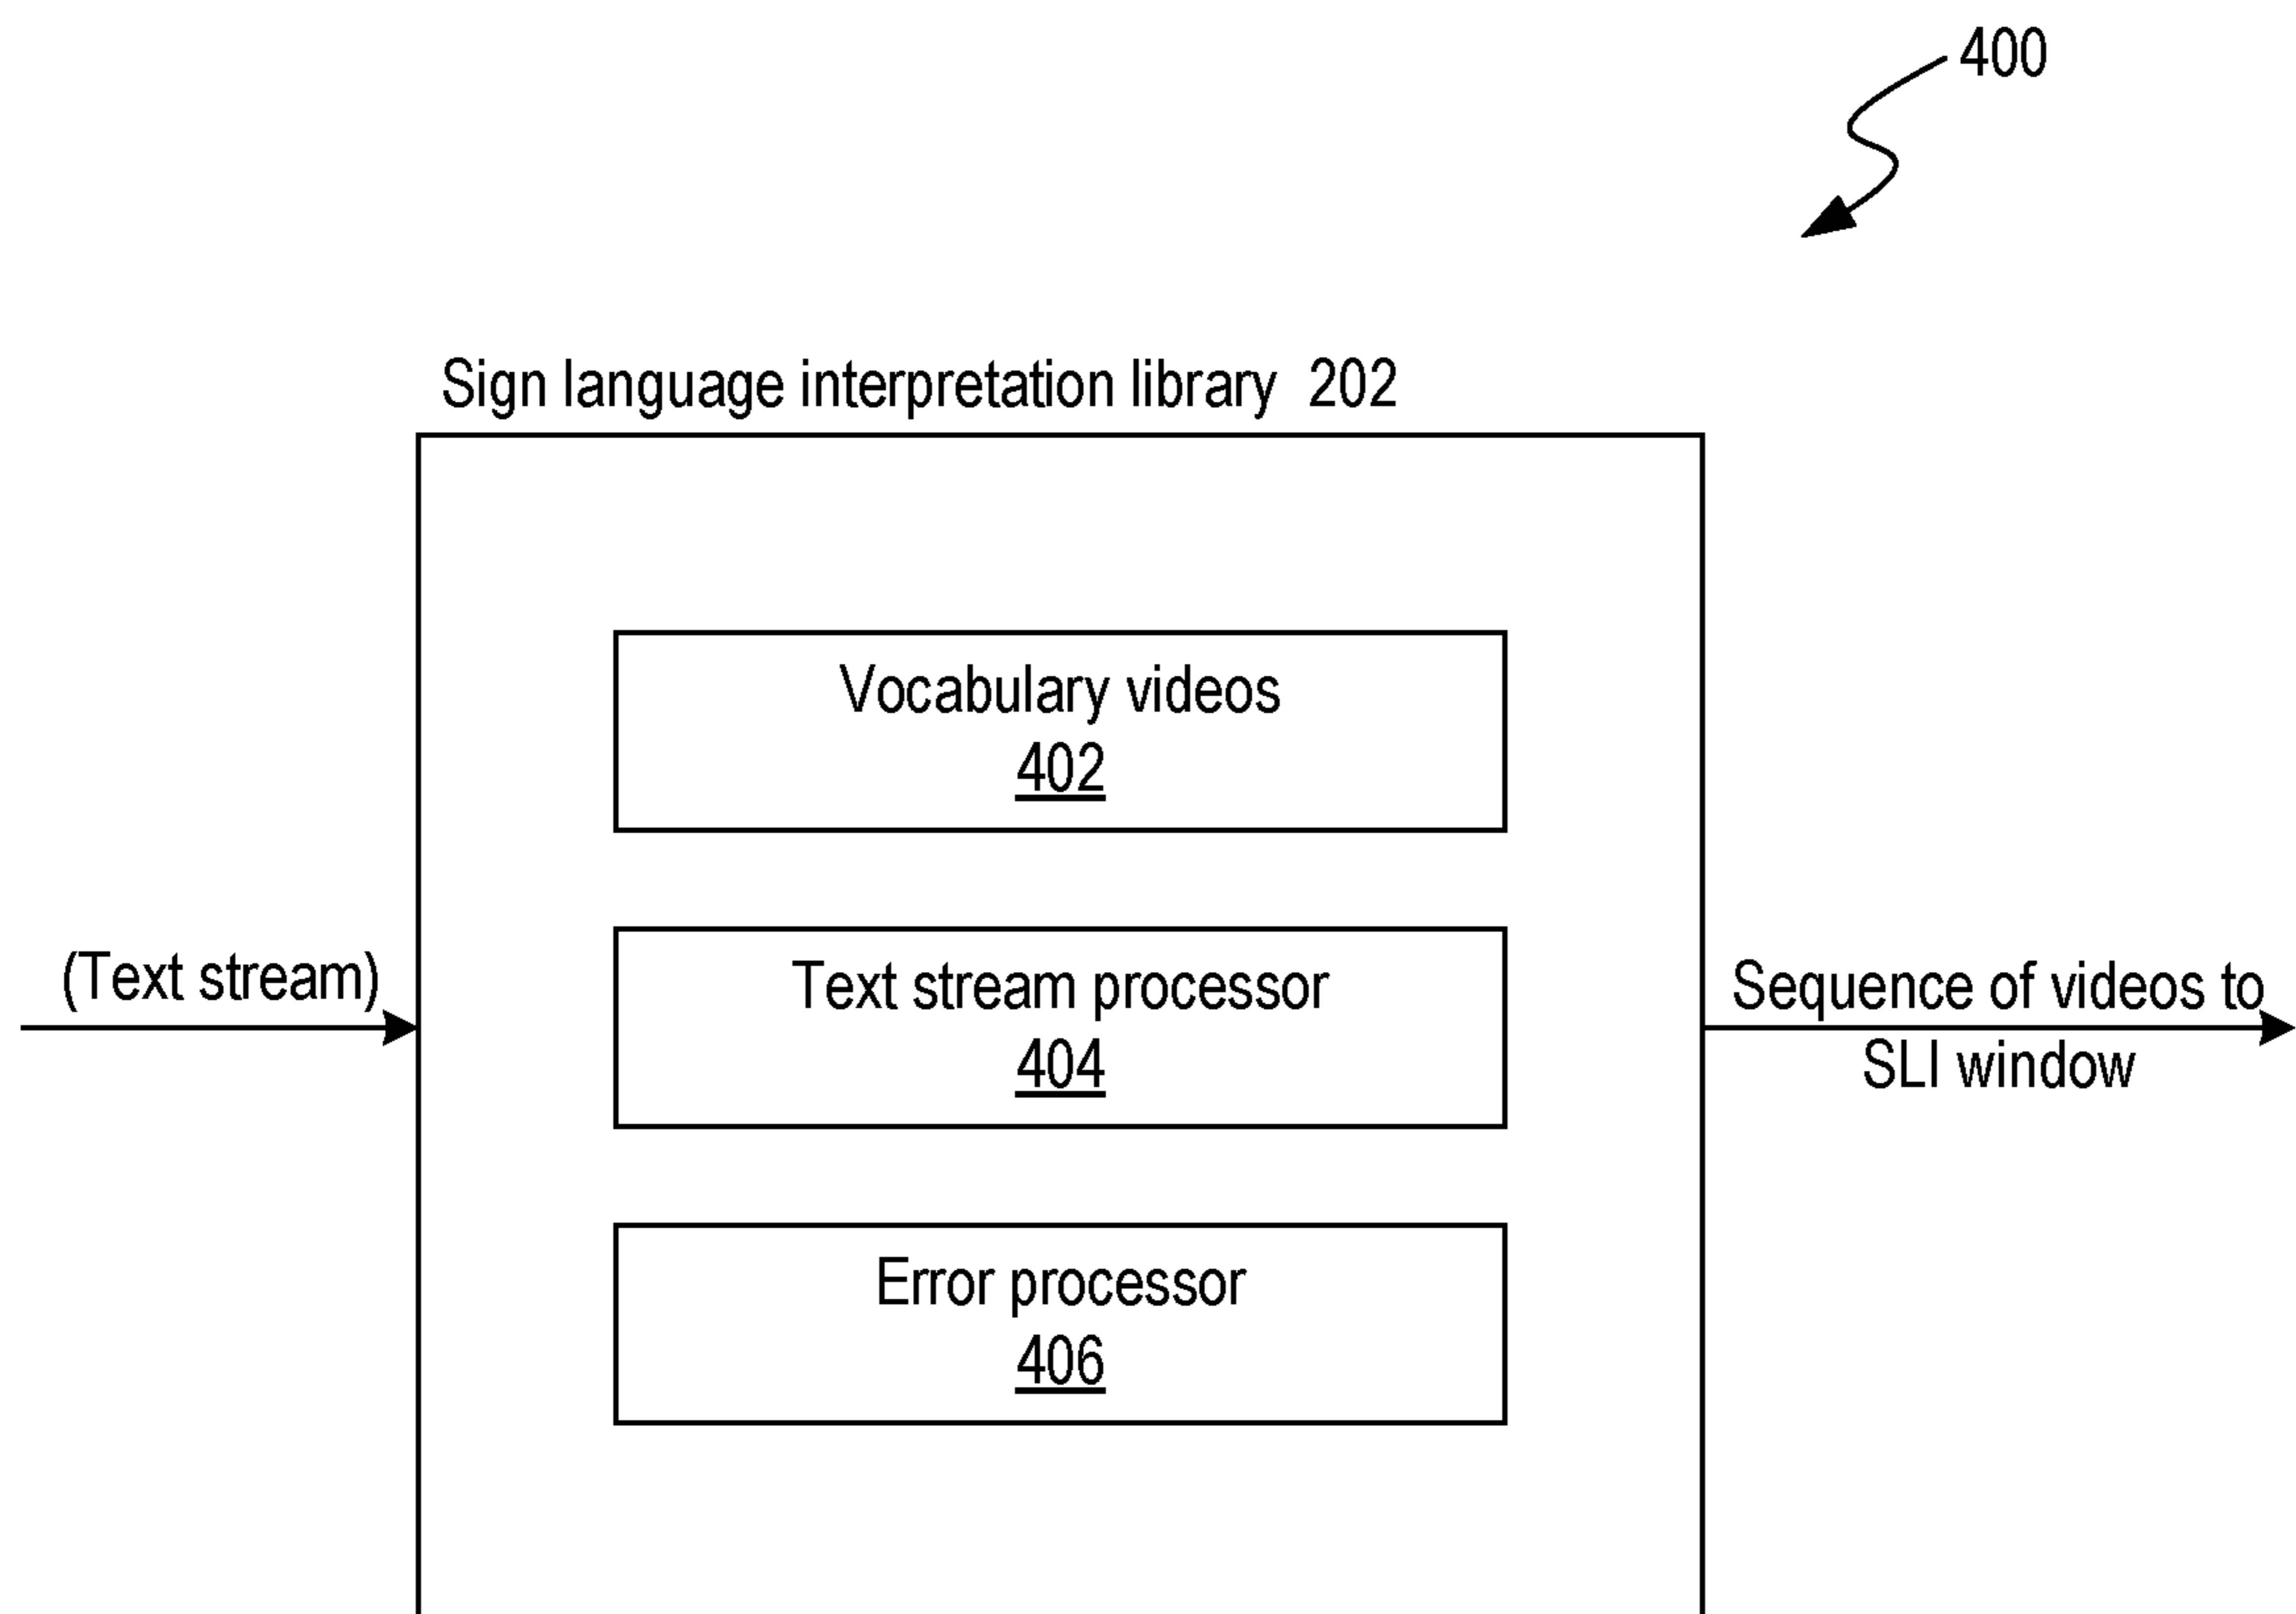 400
Sign language interpretation library 202
Vocabulary videos
402
(Text stream)
Text stream processor
404
Sequence of videos to
SLI window
Error processor
406